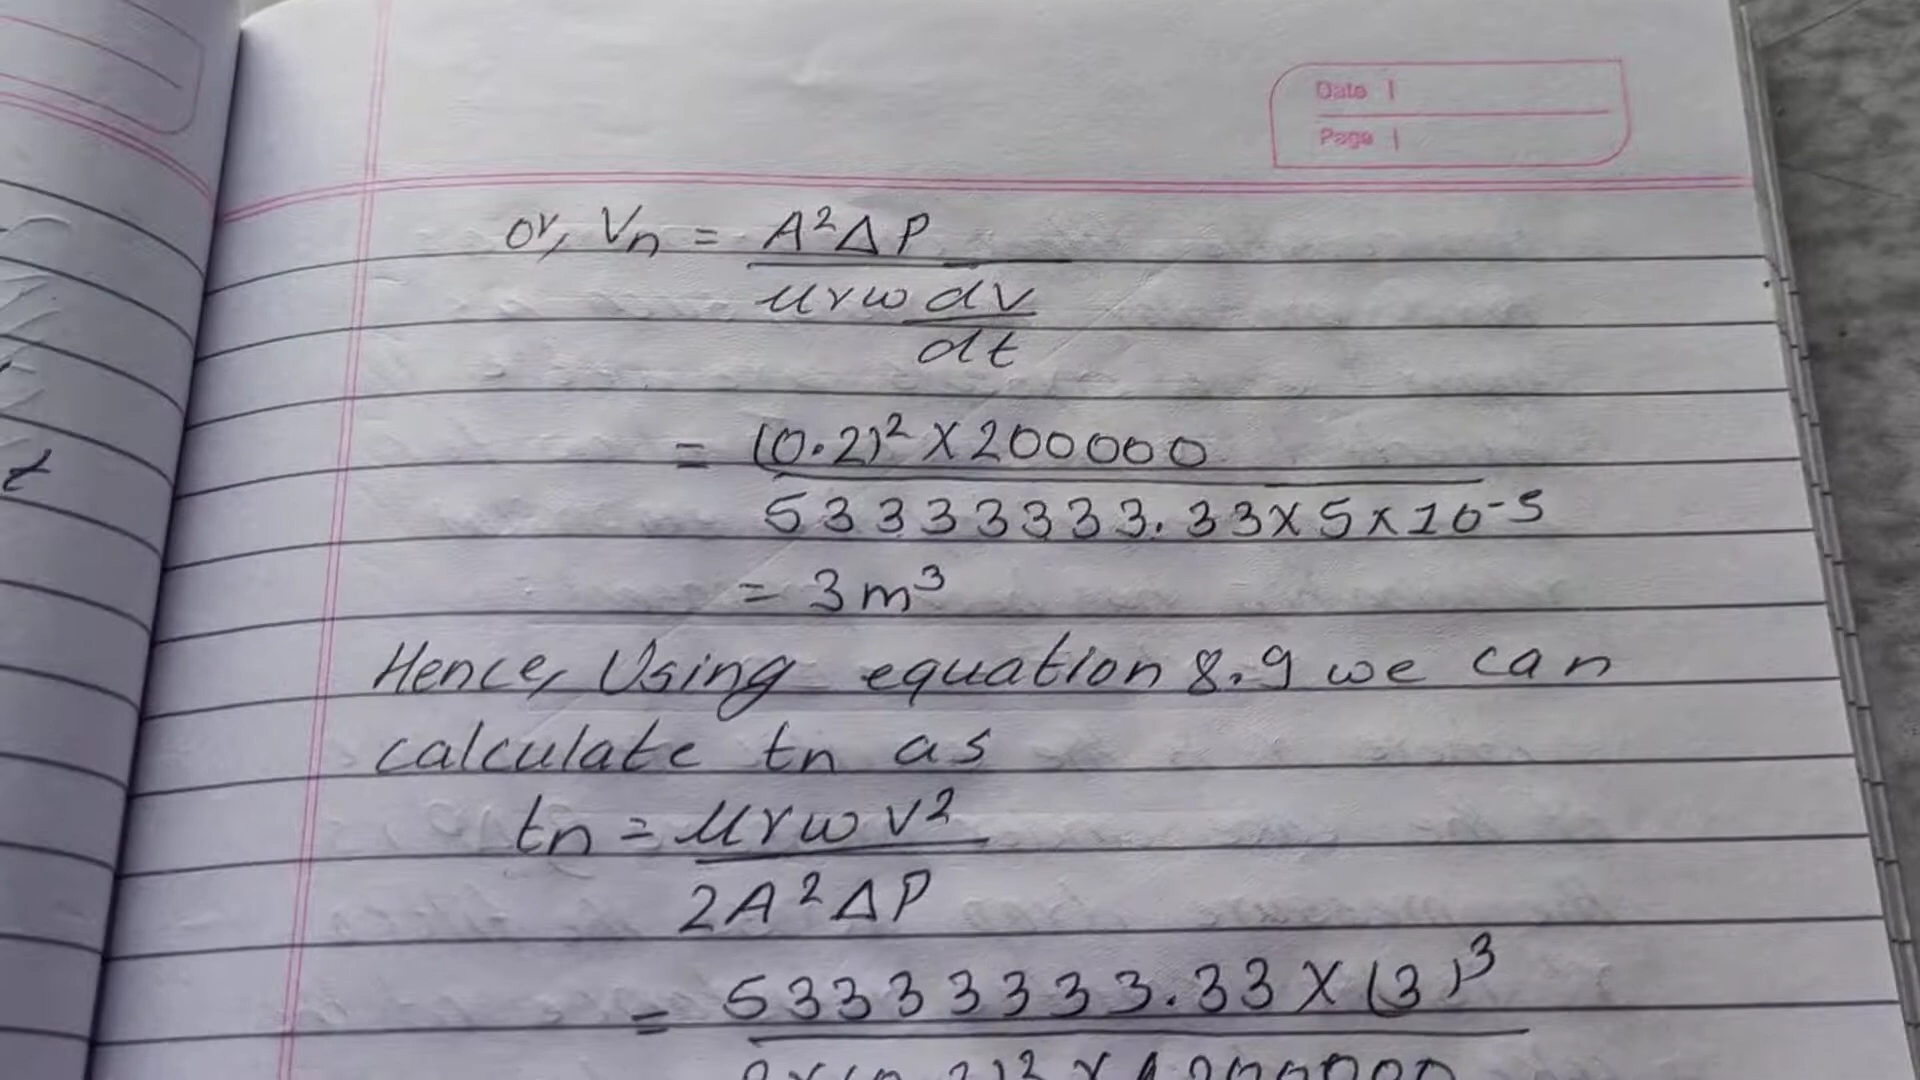 Date
Page
t
or, Vn = A²ΔP
μrw dv
dt
= (0.2)² X 200000
53333333.33 X 5 x 10⁻⁵
= 3m³
Hence, Using equation 8.9 we can
calculate tn as
tn = μrw v²
2A²ΔP
= 53333333.33 X (3)³